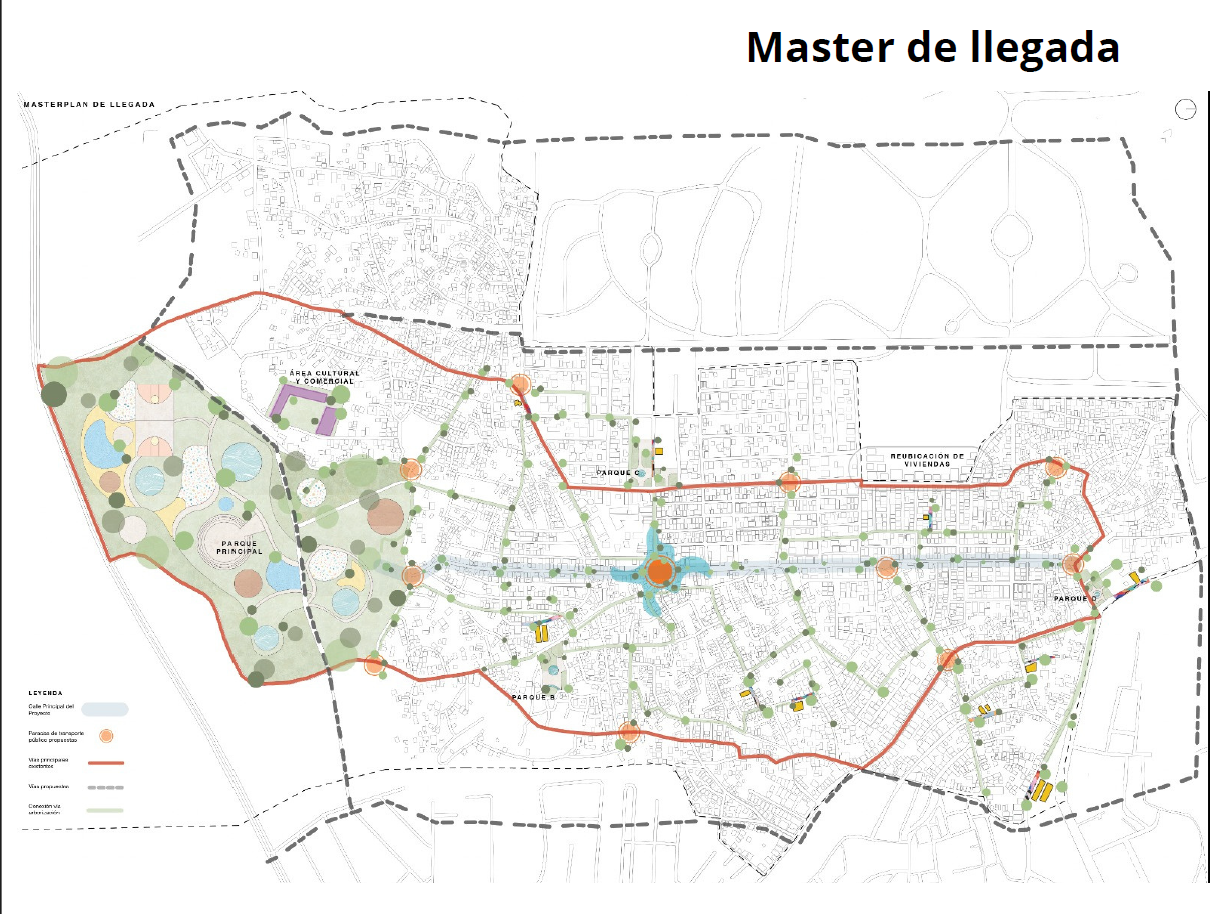 Master de llegada
MASTERPLAN DE LLEGADA
ÁREA CULTURAL
Y COMERCIAL
PARQUE C
REUBICACIÓN DE
VIVIENDAS
PARQUE
PRINCIPAL
PARQUE D
PARQUE B
LEYENDA
Calle Principal del
Proyecto
Paradas de transporte
público propuestas
Vías principales
existentes
Vías propuestas
Conexión vía
urbanización